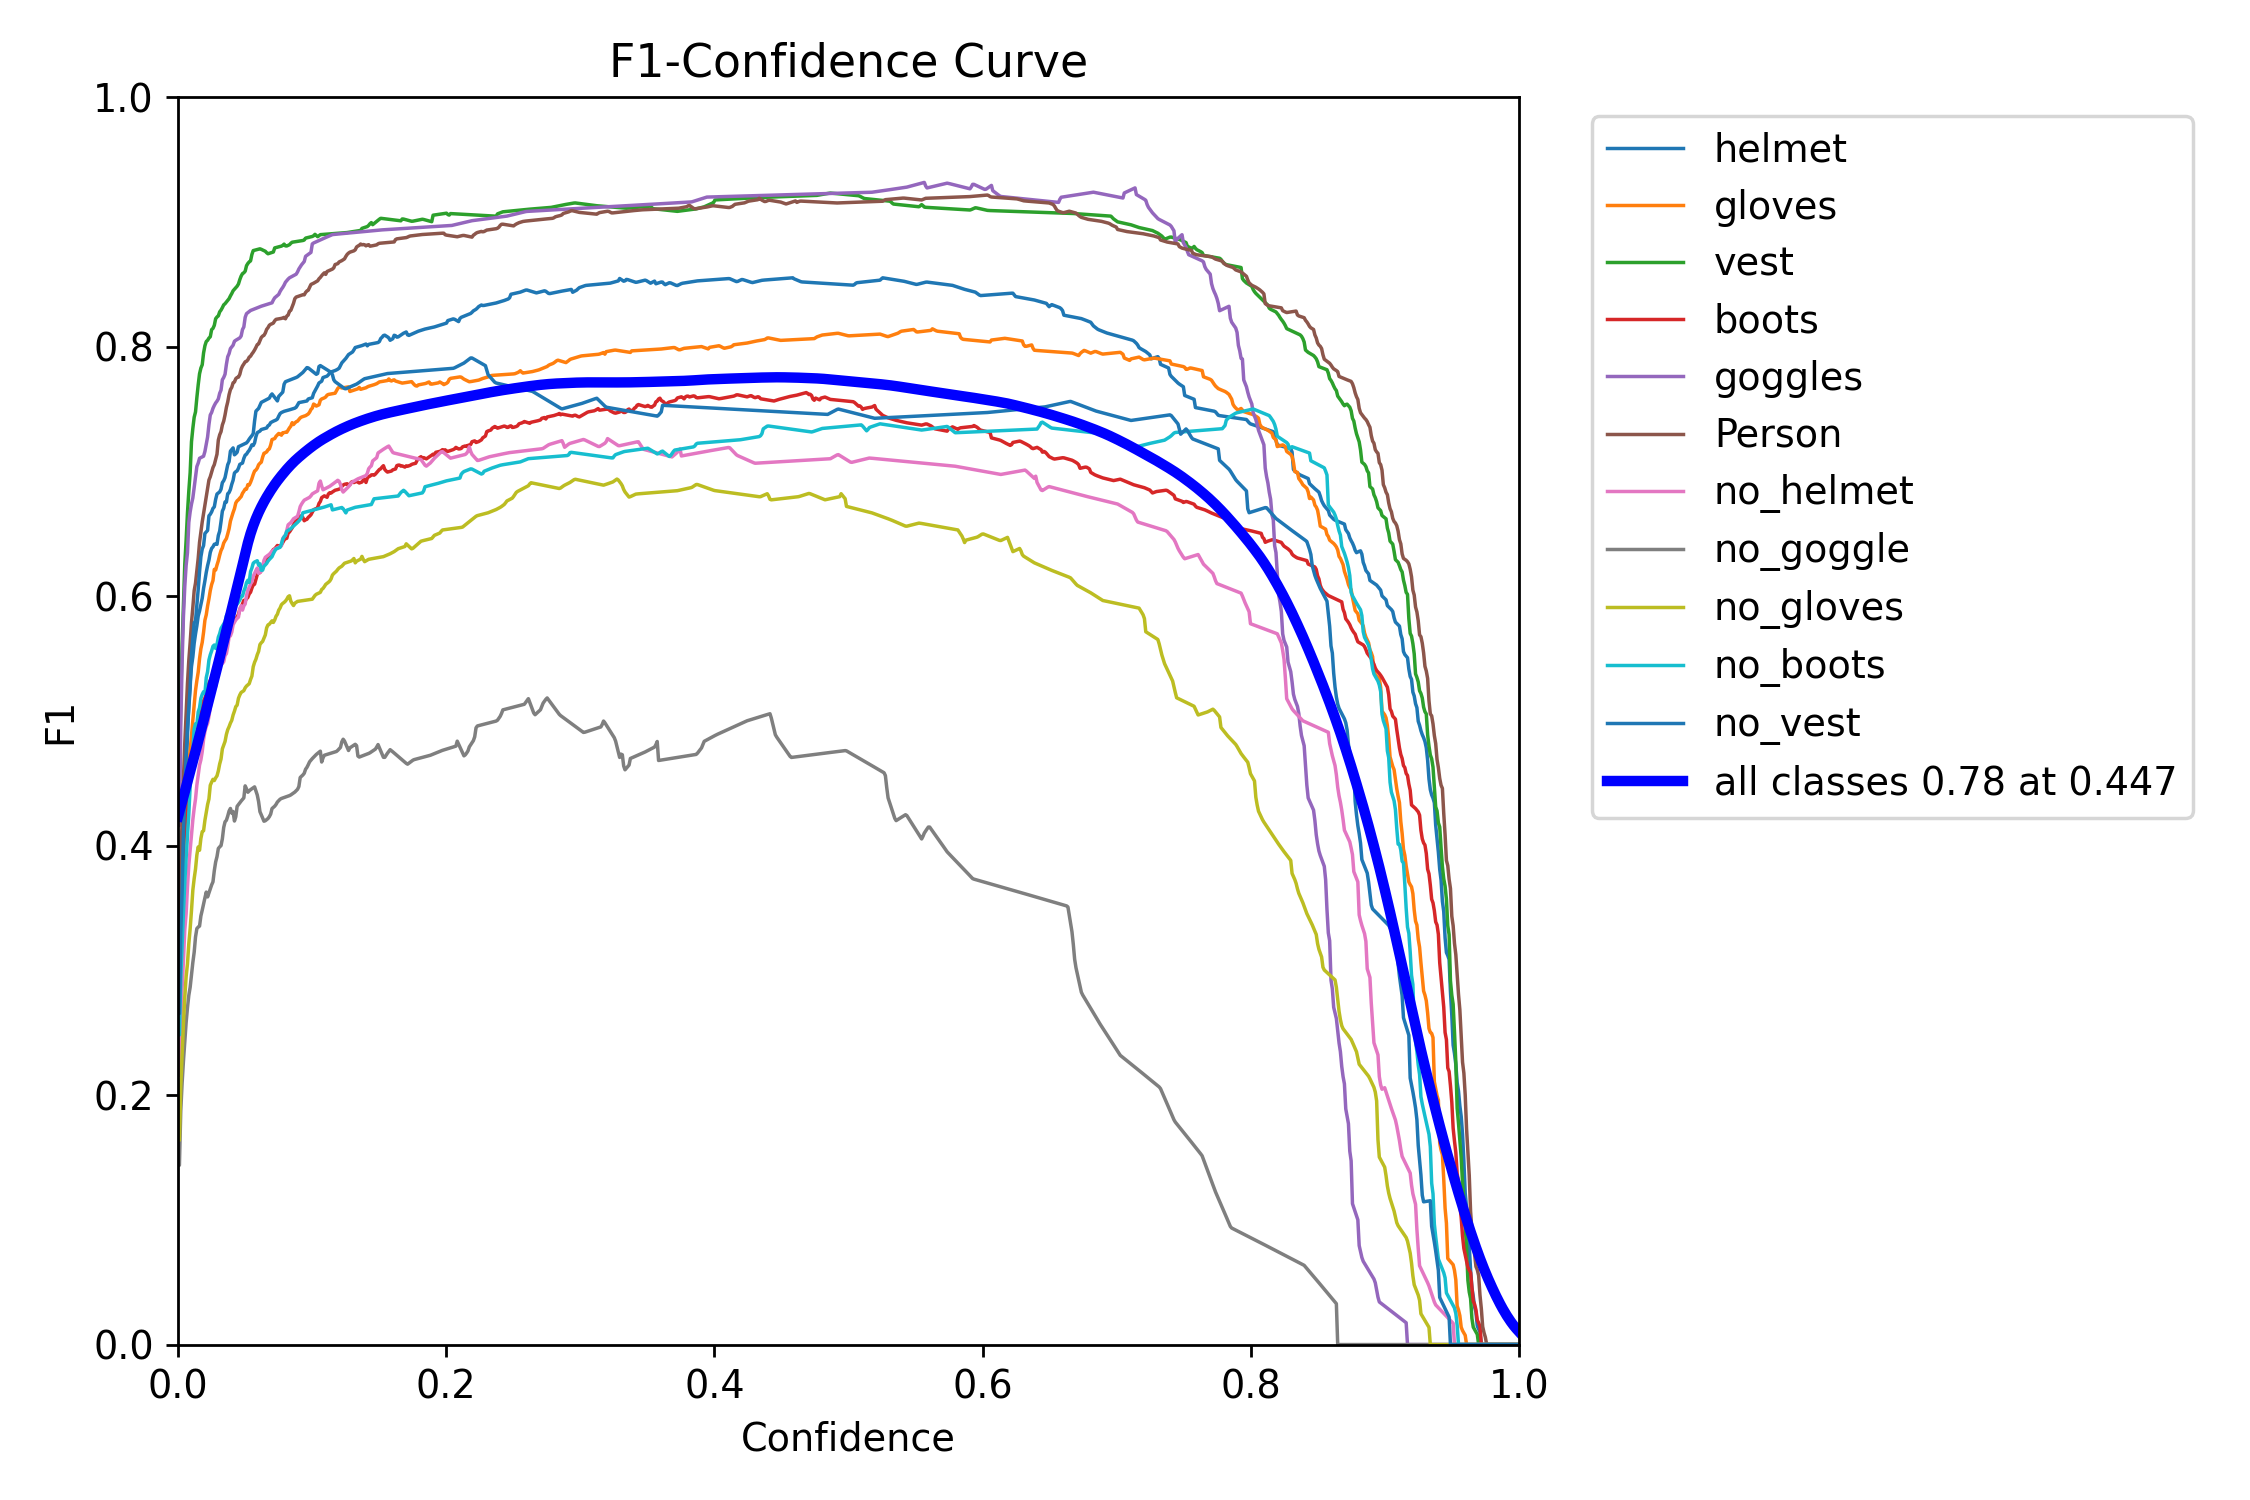 F1-Confidence Curve
1.0
0.8
0.6
0.4
0.2
0.0
F1
0.0 0.2 0.4 0.6 0.8 1.0
Confidence
helmet
gloves
vest
boots
goggles
Person
no_helmet
no_goggle
no_gloves
no_boots
no_vest
all classes 0.78 at 0.447